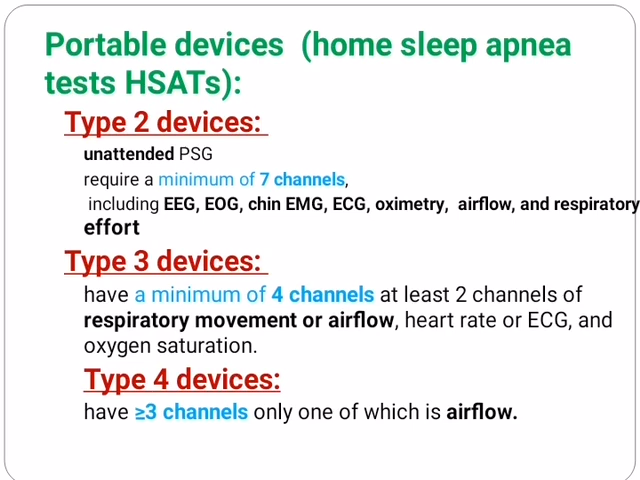 Portable devices (home sleep apnea
tests HSATs):
Type 2 devices:
unattended PSG
require a minimum of 7 channels,
including EEG, EOG, chin EMG, ECG, oximetry, airflow, and respiratory
effort
Type 3 devices:
have a minimum of 4 channels at least 2 channels of
respiratory movement or airflow, heart rate or ECG, and
oxygen saturation.
Type 4 devices:
have ≥3 channels only one of which is airflow.